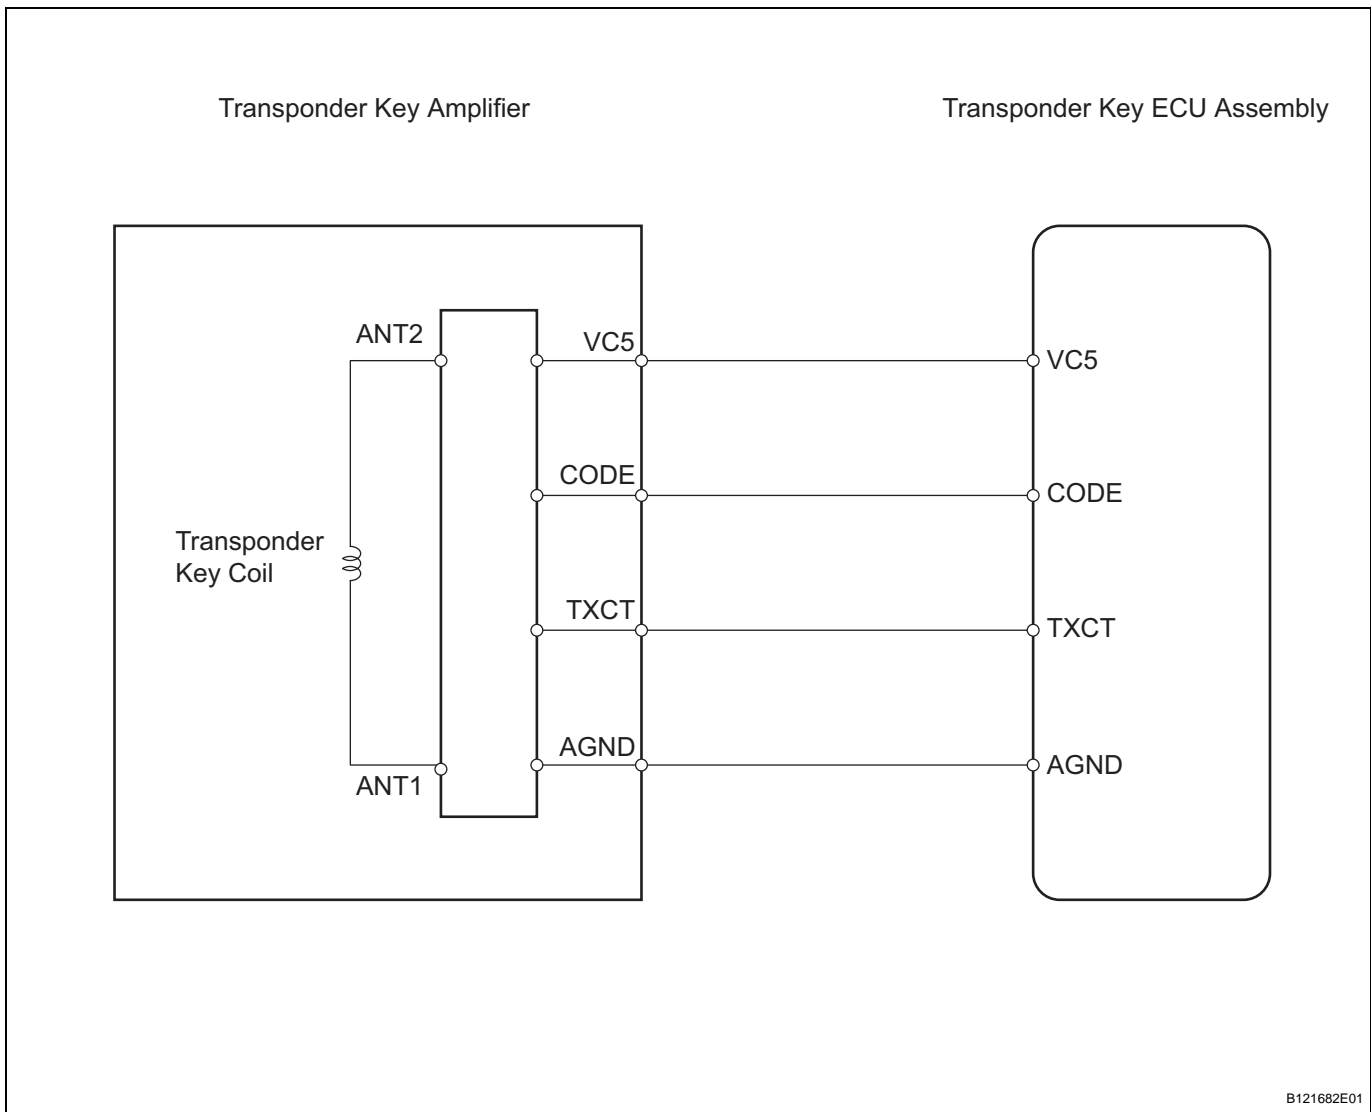 Transponder Key Amplifier
Transponder Key ECU Assembly
ANT2
VC5
VC5
CODE
CODE
Transponder
Key Coil
TXCT
TXCT
AGND
AGND
ANT1
B121682E01